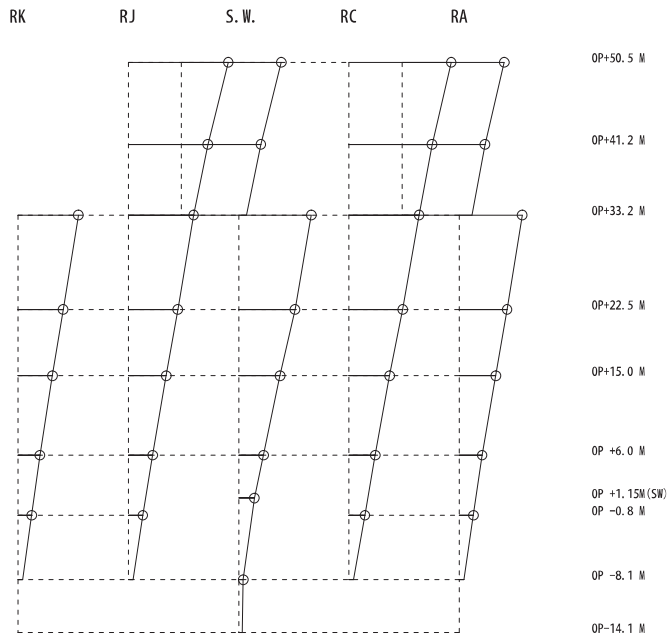 RK RJ S. W. RC RA
OP+50. 5 M
OP+41. 2 M
OP+33. 2 M
OP+22. 5 M
OP+15. 0 M
OP +6. 0 M
OP +1. 15M(SW)
OP -0. 8 M
OP -8. 1 M
OP-14. 1 M